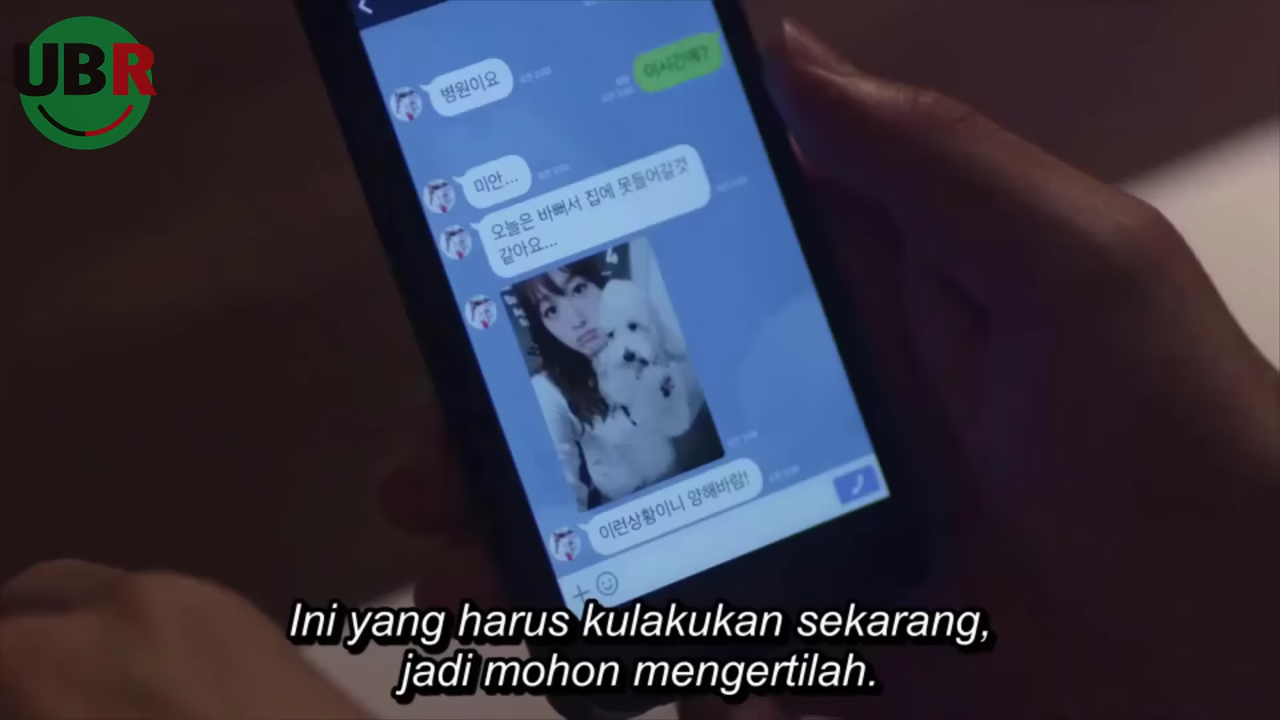 UBR
병원이요
이시간에?
미안...
오늘은 바빠서 집에 못들어갈것
같아요...
이런상황이니 양해바람!
Ini yang harus kulakukan sekarang,
jadi mohon mengertilah.